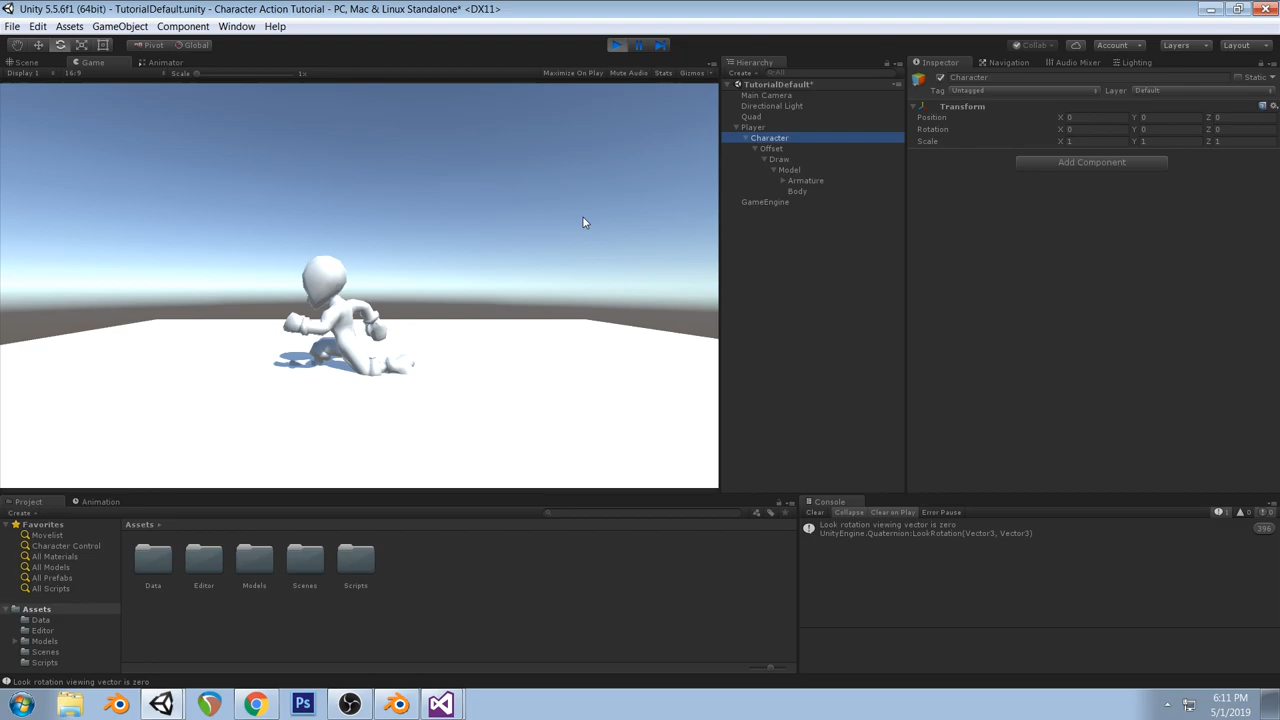 Unity 5.5.6f1 (64bit) - TutorialDefault.unity - Character Action Tutorial - PC, Mac & Linux Standalone* <DX11>
File Edit Assets GameObject Component Window Help
Pivot Global Collab Account Layers Layout
Scene Game Animator Hierarchy Inspector Navigation Audio Mixer Lighting
Display 1 16:9 Scale 1x Maximize On Play Mute Audio Stats Gizmos Create All Character Static
TutorialDefault* Tag Untagged Layer Default
Main Camera
Directional Light Transform
Quad Position X 0 Y 0 Z 0
Player Rotation X 0 Y 0 Z 0
Character Scale X 1 Y 1 Z 1
Offset
Draw Add Component
Model
Armature
Body
GameEngine
Project Animation Console
Create Clear Collapse Clear on Play Error Pause 1 0 0
Favorites Assets
Movelist
Character Control
All Materials
All Models
All Prefabs
All Scripts
Data Editor Models Scenes Scripts
Look rotation viewing vector is zero
UnityEngine.Quaternion:LookRotation(Vector3, Vector3) 396
Assets
Data
Editor
Models
Scenes
Scripts
Look rotation viewing vector is zero
Ps
6:11 PM
5/1/2019